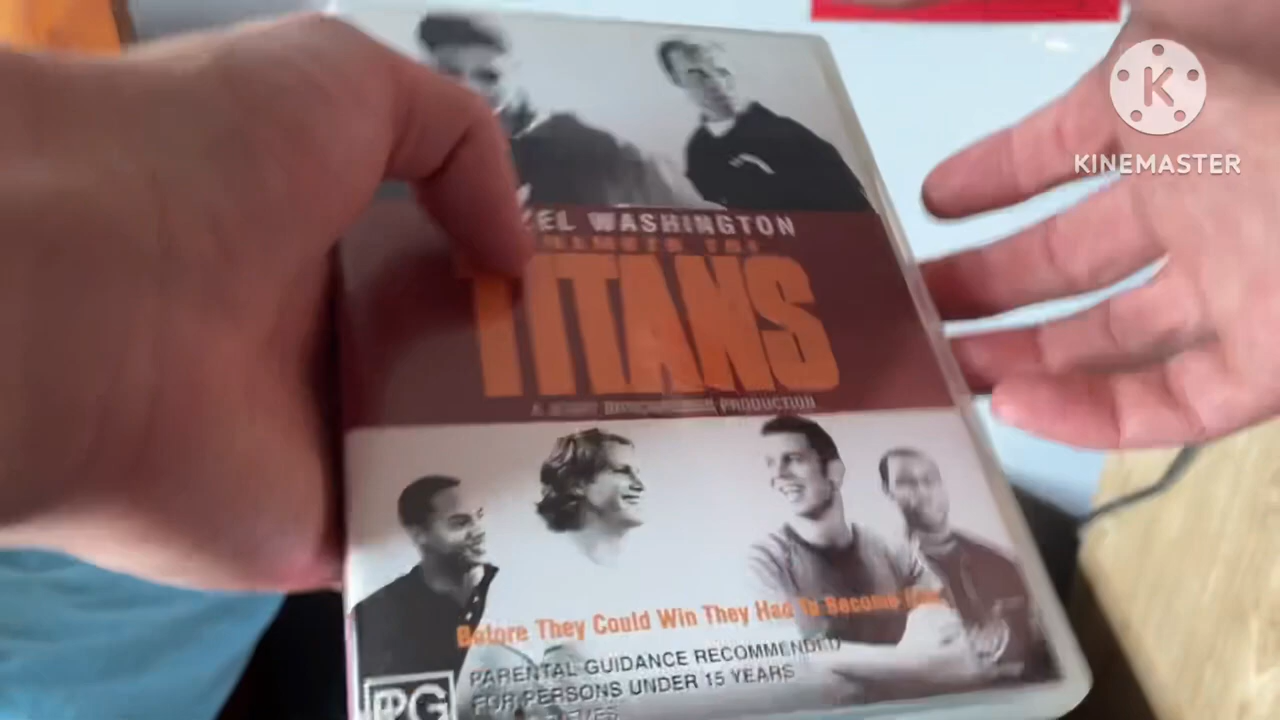 K
KINEMASTER
ZEL WASHINGTON
TITANS
A PRODUCTION
Before They Could Win They Had To Become
PG
PARENTAL GUIDANCE RECOMMENDED
FOR PERSONS UNDER 15 YEARS